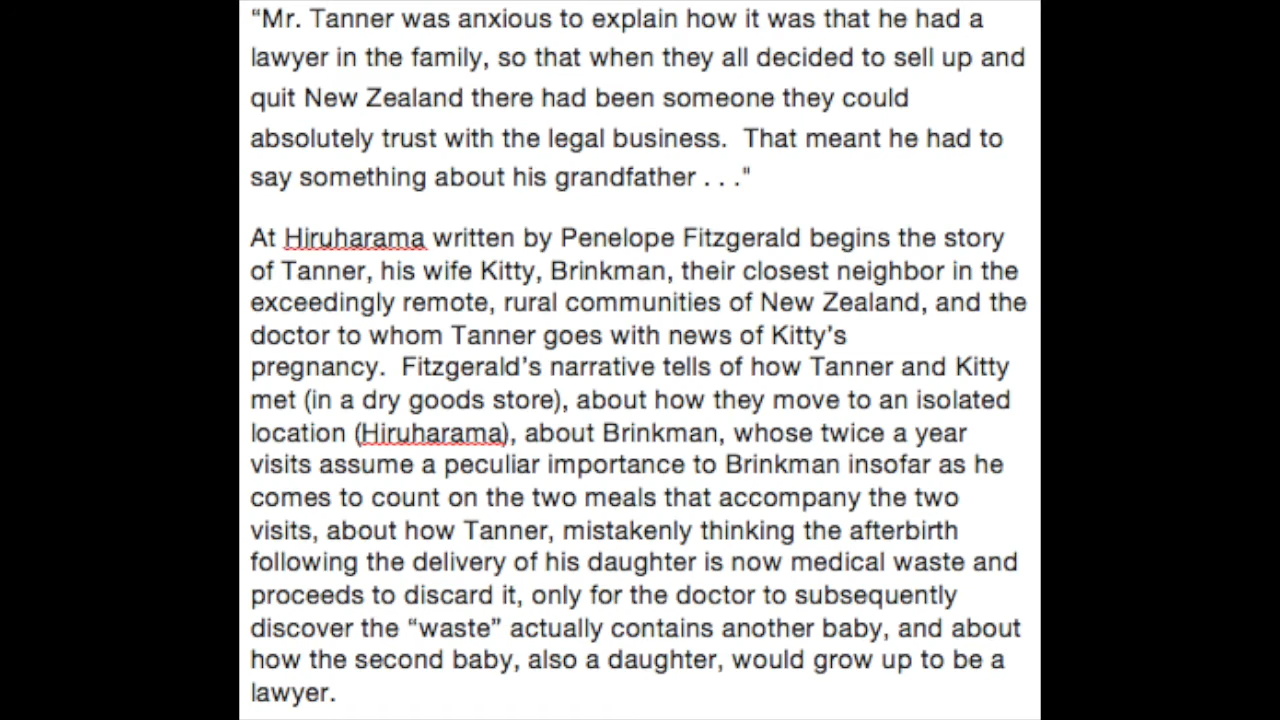 “Mr. Tanner was anxious to explain how it was that he had a
lawyer in the family, so that when they all decided to sell up and
quit New Zealand there had been someone they could
absolutely trust with the legal business.  That meant he had to
say something about his grandfather . . ."
At Hiruharama written by Penelope Fitzgerald begins the story
of Tanner, his wife Kitty, Brinkman, their closest neighbor in the
exceedingly remote, rural communities of New Zealand, and the
doctor to whom Tanner goes with news of Kitty’s
pregnancy.  Fitzgerald’s narrative tells of how Tanner and Kitty
met (in a dry goods store), about how they move to an isolated
location (Hiruharama), about Brinkman, whose twice a year
visits assume a peculiar importance to Brinkman insofar as he
comes to count on the two meals that accompany the two
visits, about how Tanner, mistakenly thinking the afterbirth
following the delivery of his daughter is now medical waste and
proceeds to discard it, only for the doctor to subsequently
discover the “waste” actually contains another baby, and about
how the second baby, also a daughter, would grow up to be a
lawyer.